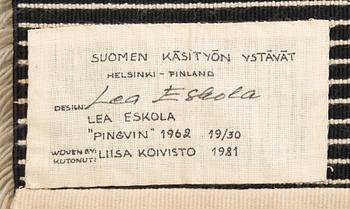 SUOMEN KÄSITYÖN YSTÄVÄT
HELSINKI - FINLAND
DESIGN: Lea Eskola
LEA ESKOLA
"PINGVIN" 1962 19/30
WOVEN BY: LIISA KOIVISTO 1981
KUTONUT: